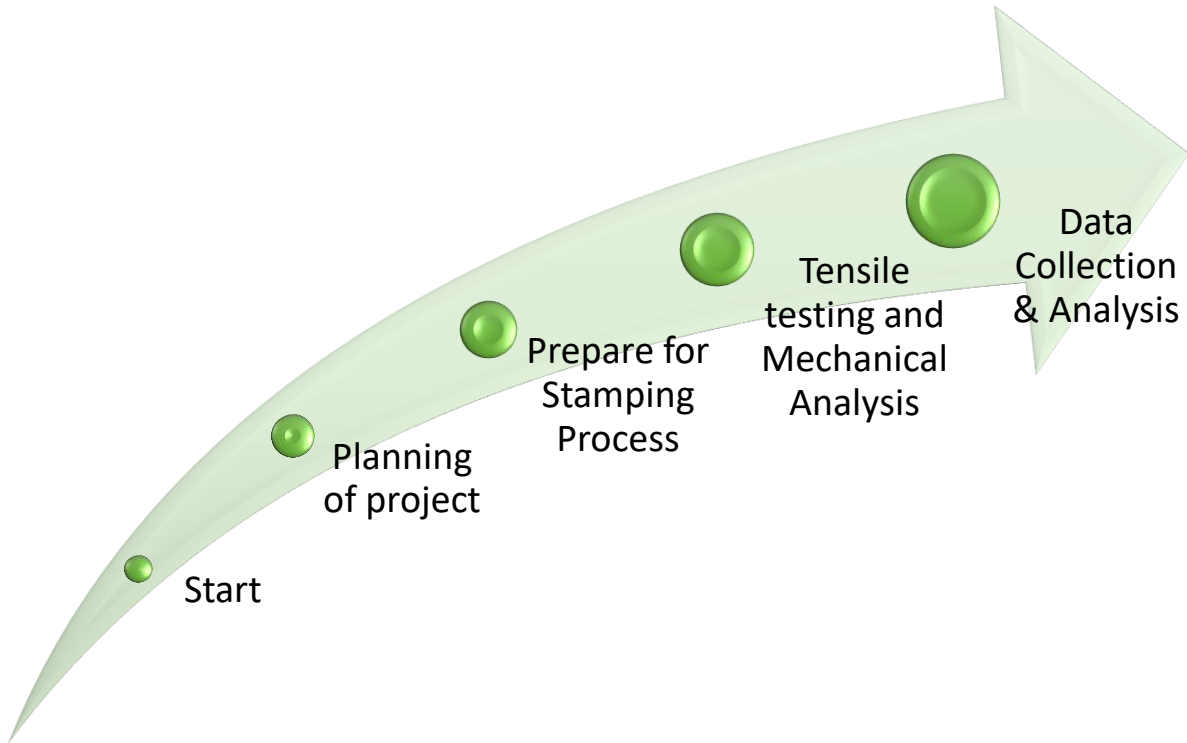 Start
Planning
of project
Prepare for
Stamping
Process
Tensile
testing and
Mechanical
Analysis
Data
Collection
& Analysis